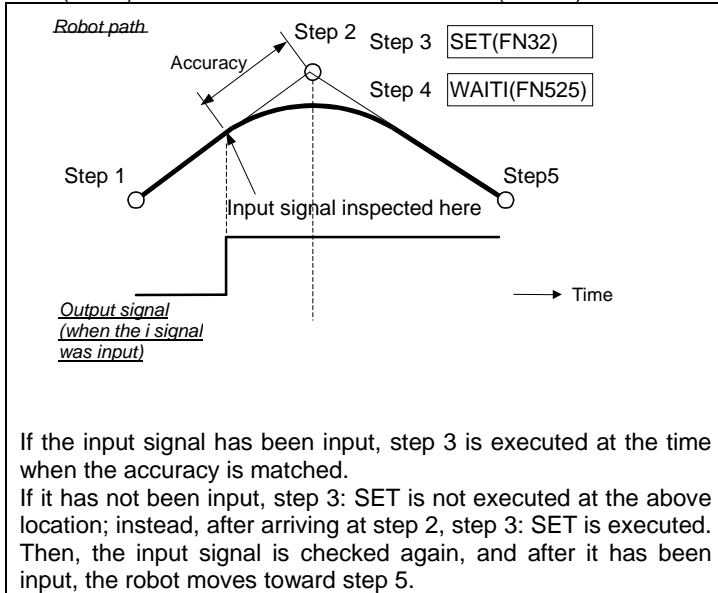 Robot path
Step 2
Step 3 SET(FN32)
Accuracy
Step 4 WAITI(FN525)
Step 1
Step5
Input signal inspected here
Time
Output signal
(when the i signal
was input)
If the input signal has been input, step 3 is executed at the time
when the accuracy is matched.
If it has not been input, step 3: SET is not executed at the above
location; instead, after arriving at step 2, step 3: SET is executed.
Then, the input signal is checked again, and after it has been
input, the robot moves toward step 5.